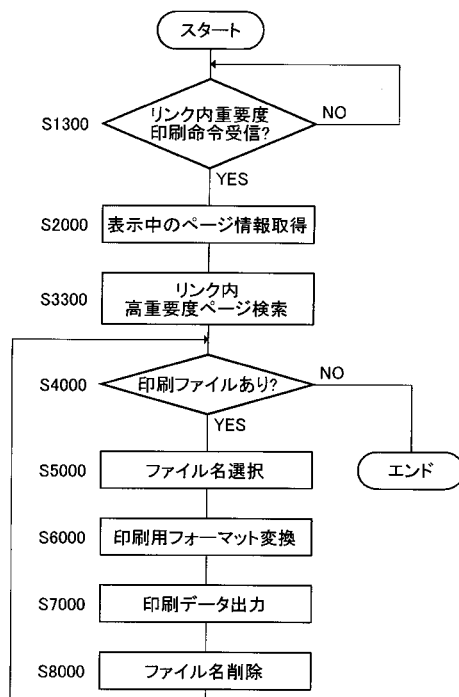 スタート
S1300
リンク内重要度
印刷命令受信?
NO
YES
S2000
表示中のページ情報取得
S3300
リンク内
高重要度ページ検索
S4000
印刷ファイルあり?
NO
YES
S5000
ファイル名選択
エンド
S6000
印刷用フォーマット変換
S7000
印刷データ出力
S8000
ファイル名削除